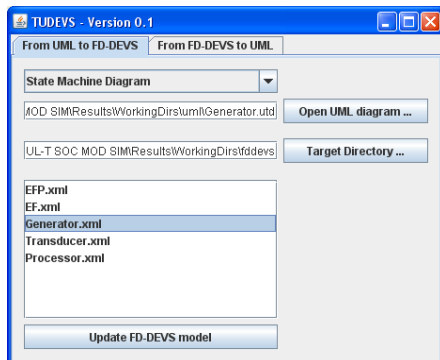 TUDEVS - Version 0.1
From UML to FD-DEVS From FD-DEVS to UML
State Machine Diagram
MOD SIM\Results\WorkingDirs\uml\Generator.utd Open UML diagram ...
UL-T SOC MOD SIM\Results\WorkingDirs\fddevs Target Directory ...
EFP.xml
EF.xml
Generator.xml
Transducer.xml
Processor.xml
Update FD-DEVS model